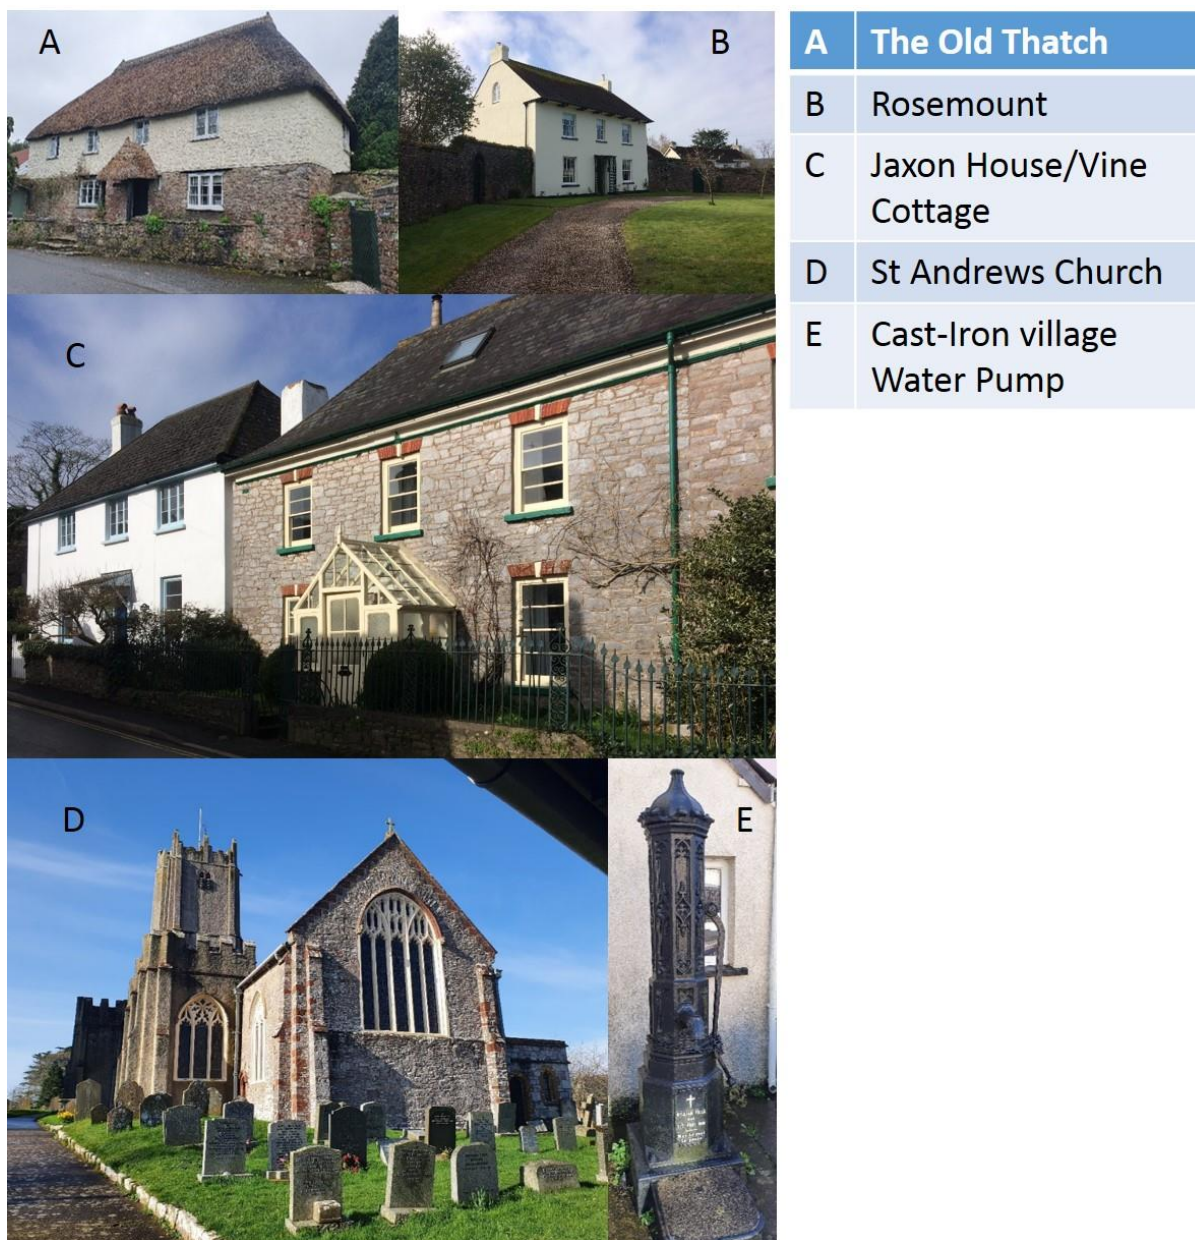 A
B
C
D
E
A The Old Thatch
B Rosemount
C Jaxon House/Vine
Cottage
D St Andrews Church
E Cast-Iron village
Water Pump